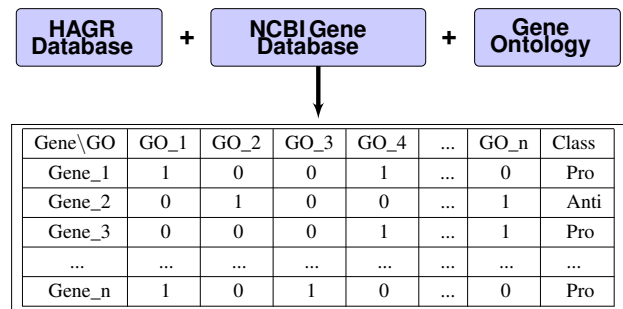 HAGR
Database
+
NCBI Gene
Database
+
Gene
Ontology
Gene\GO GO_1 GO_2 GO_3 GO_4 ... GO_n Class
Gene_1 1 0 0 1 ... 0 Pro
Gene_2 0 1 0 0 ... 1 Anti
Gene_3 0 0 0 1 ... 1 Pro
... ... ... ... ... ... ... ...
Gene_n 1 0 1 0 ... 0 Pro